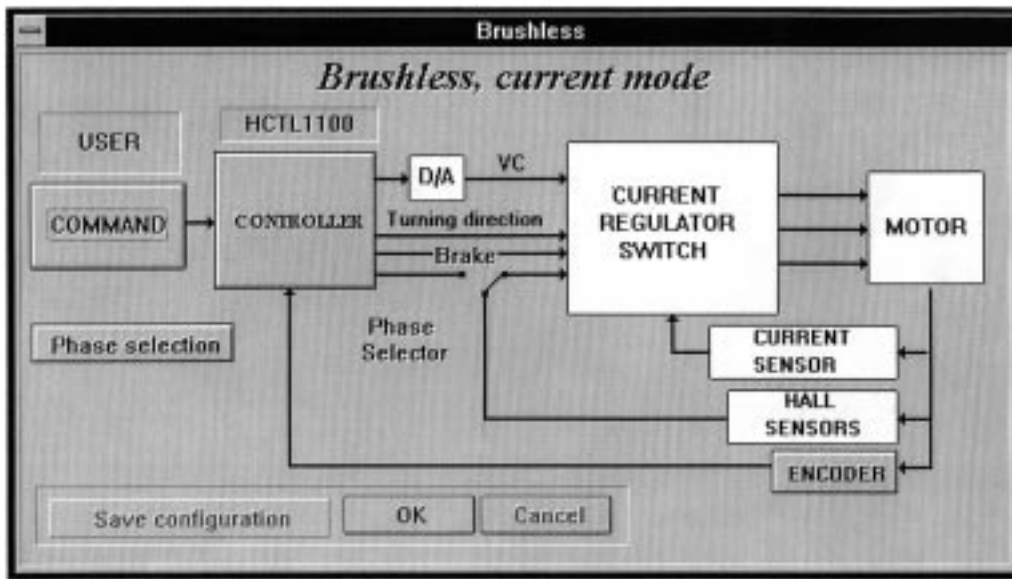 Brushless
Brushless, current mode
USER
HCTL1100
COMMAND
CONTROLLER
D/A
VC
Turning direction
Brake
CURRENT
REGULATOR
SWITCH
MOTOR
Phase
Selector
Phase selection
CURRENT
SENSOR
HALL
SENSORS
ENCODER
Save configuration
OK
Cancel